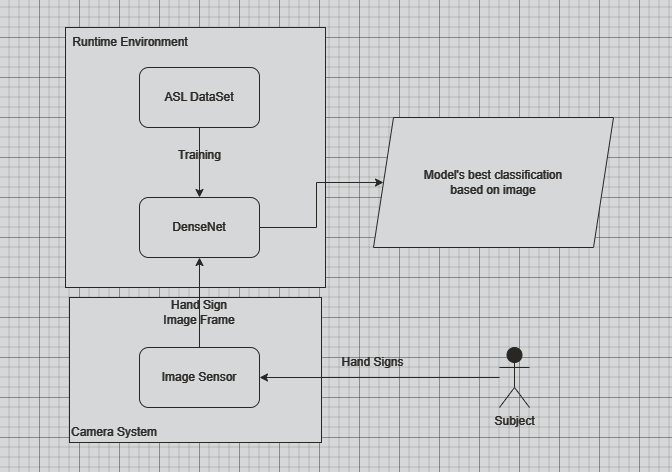 Runtime Environment
ASL DataSet
Training
DenseNet
Model's best classification
based on image
Hand Sign
Image Frame
Image Sensor
Hand Signs
Camera System
Subject